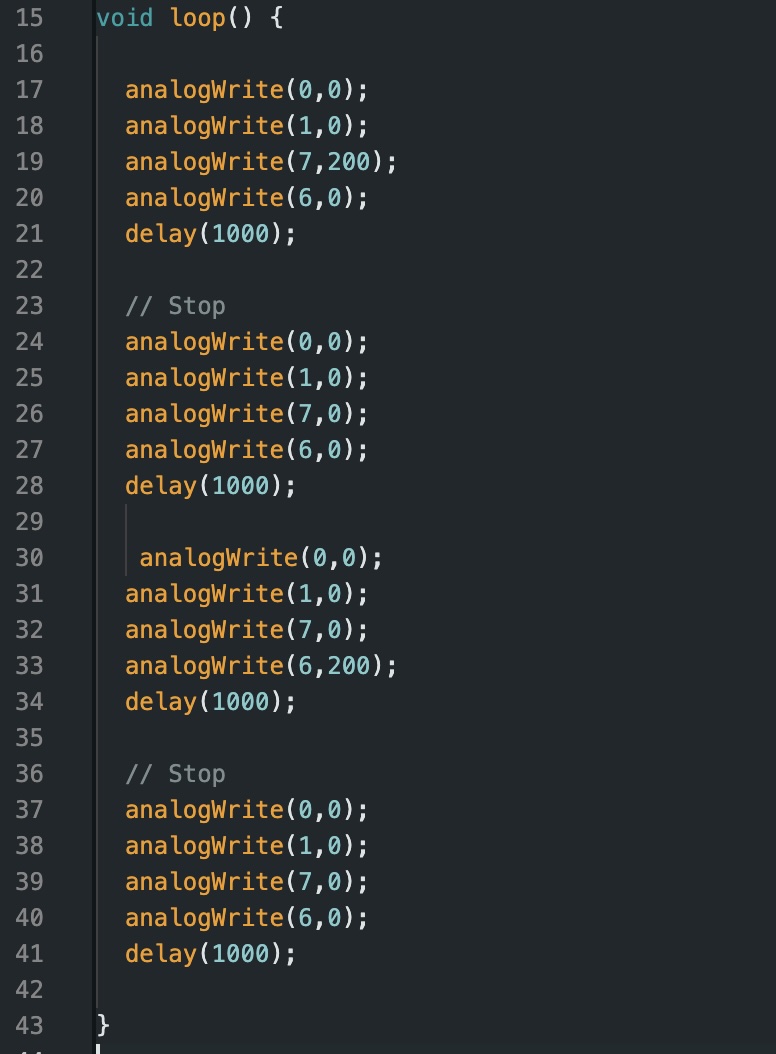 15 void loop() {
16
17 analogWrite(0,0);
18 analogWrite(1,0);
19 analogWrite(7,200);
20 analogWrite(6,0);
21 delay(1000);
22
23 // Stop
24 analogWrite(0,0);
25 analogWrite(1,0);
26 analogWrite(7,0);
27 analogWrite(6,0);
28 delay(1000);
29
30 analogWrite(0,0);
31 analogWrite(1,0);
32 analogWrite(7,0);
33 analogWrite(6,200);
34 delay(1000);
35
36 // Stop
37 analogWrite(0,0);
38 analogWrite(1,0);
39 analogWrite(7,0);
40 analogWrite(6,0);
41 delay(1000);
42
43 }